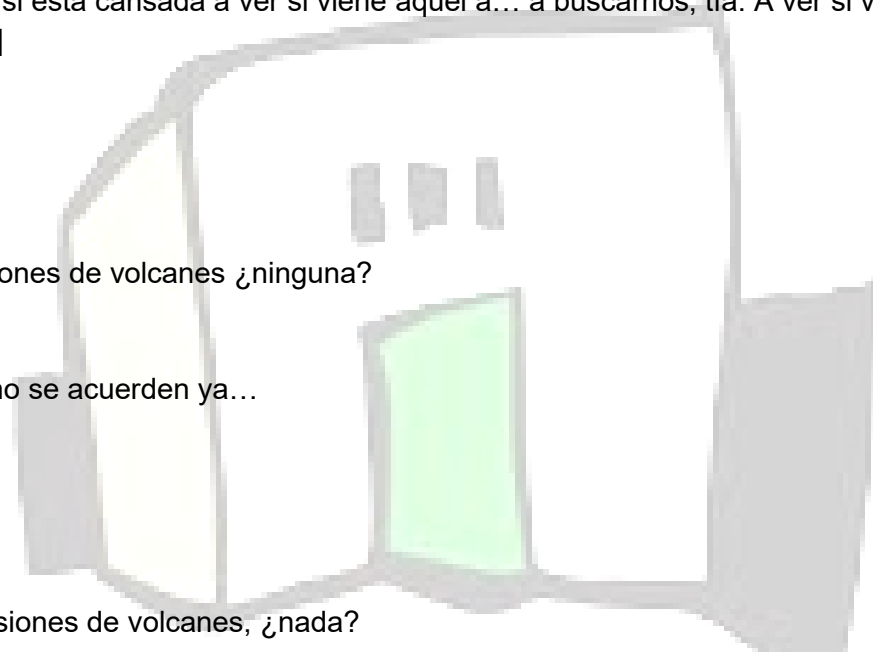 si está cansada a ver si viene aquel a… a buscarnos, tía. A ver si v
]
ones de volcanes ¿ninguna?
no se acuerden ya…
siones de volcanes, ¿nada?